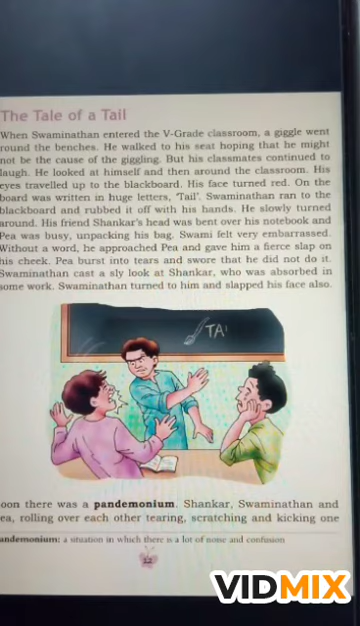 The Tale of a Tail
When Swaminathan entered the V-Grade classroom, a giggle went
round the benches. He walked to his seat hoping that he might
not be the cause of the giggling. But his classmates continued to
laugh. He looked at himself and then around the classroom. His
eyes travelled up to the blackboard. His face turned red. On the
board was written in huge letters, 'Tail'. Swaminathan ran to the
blackboard and rubbed it off with his hands. He slowly turned
around. His friend Shankar's head was bent over his notebook and
Pea was busy, unpacking his bag. Swami felt very embarrassed.
Without a word, he approached Pea and gave him a fierce slap on
his cheek. Pea burst into tears and swore that he did not do it.
Swaminathan cast a sly look at Shankar, who was absorbed in
some work. Swaminathan turned to him and slapped his face also.
TAI
oon there was a pandemonium. Shankar, Swaminathan and
ea, rolling over each other tearing, scratching and kicking one
andemonium: a situation in which there is a lot of noise and confusion
12
VIDMIX